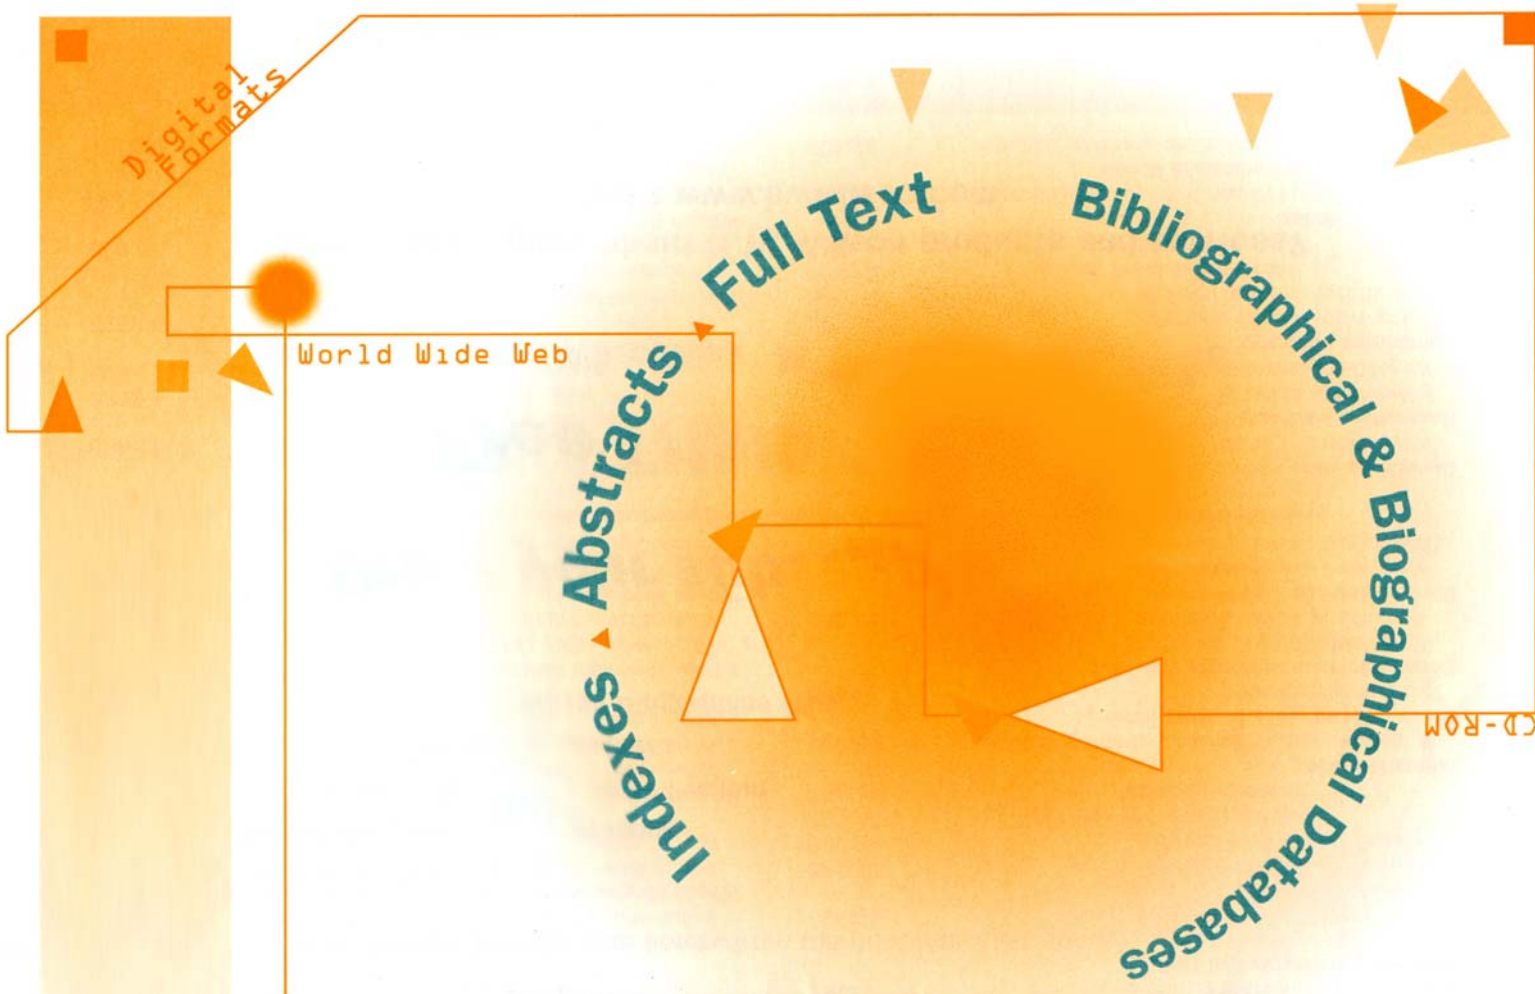 Digital
Formats
World Wide Web
Indexes
Abstracts
Full Text
Bibliographical & Biographical Databases
CD-ROM